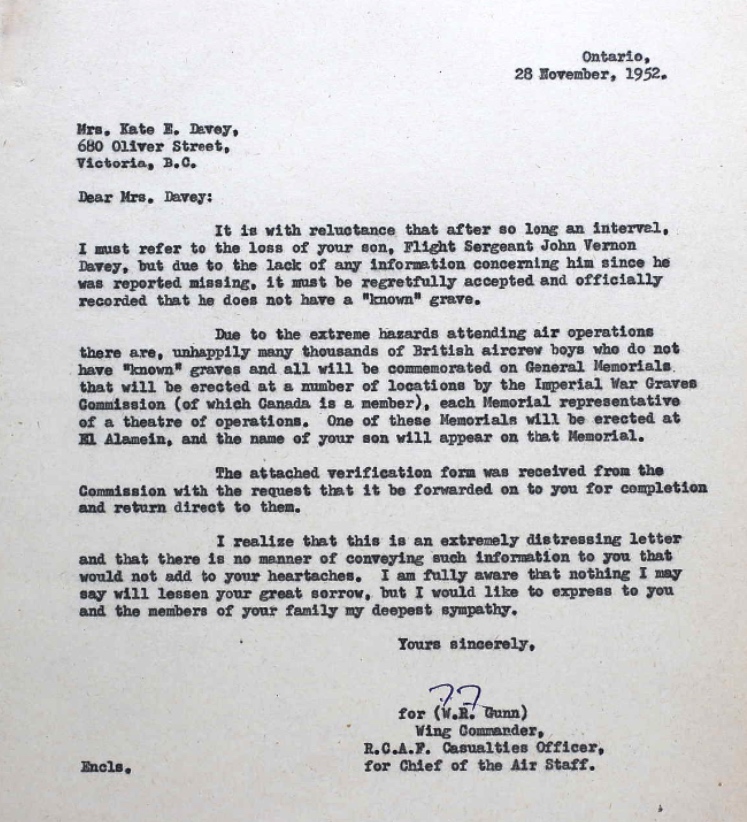 Ontario,
28 November, 1952.
Mrs. Kate E. Davey,
680 Oliver Street,
Victoria, B.C.
Dear Mrs. Davey:
It is with reluctance that after so long an interval,
I must refer to the loss of your son, Flight Sergeant John Vernon
Davey, but due to the lack of any information concerning him since he
was reported missing, it must be regretfully accepted and officially
recorded that he does not have a "known" grave.
Due to the extreme hazards attending air operations
there are, unhappily many thousands of British aircrew boys who do not
have "known" graves and all will be commemorated on General Memorials
that will be erected at a number of locations by the Imperial War Graves
Commission (of which Canada is a member), each Memorial representative
of a theatre of operations. One of these Memorials will be erected at
El Alamein, and the name of your son will appear on that Memorial.
The attached verification form was received from the
Commission with the request that it be forwarded on to you for completion
and return direct to them.
I realize that this is an extremely distressing letter
and that there is no manner of conveying such information to you that
would not add to your heartaches. I am fully aware that nothing I may
say will lessen your great sorrow, but I would like to express to you
and the members of your family my deepest sympathy.
Yours sincerely,
for (W.R. Gunn)
Wing Commander,
R.C.A.F. Casualties Officer,
for Chief of the Air Staff.
Encls.